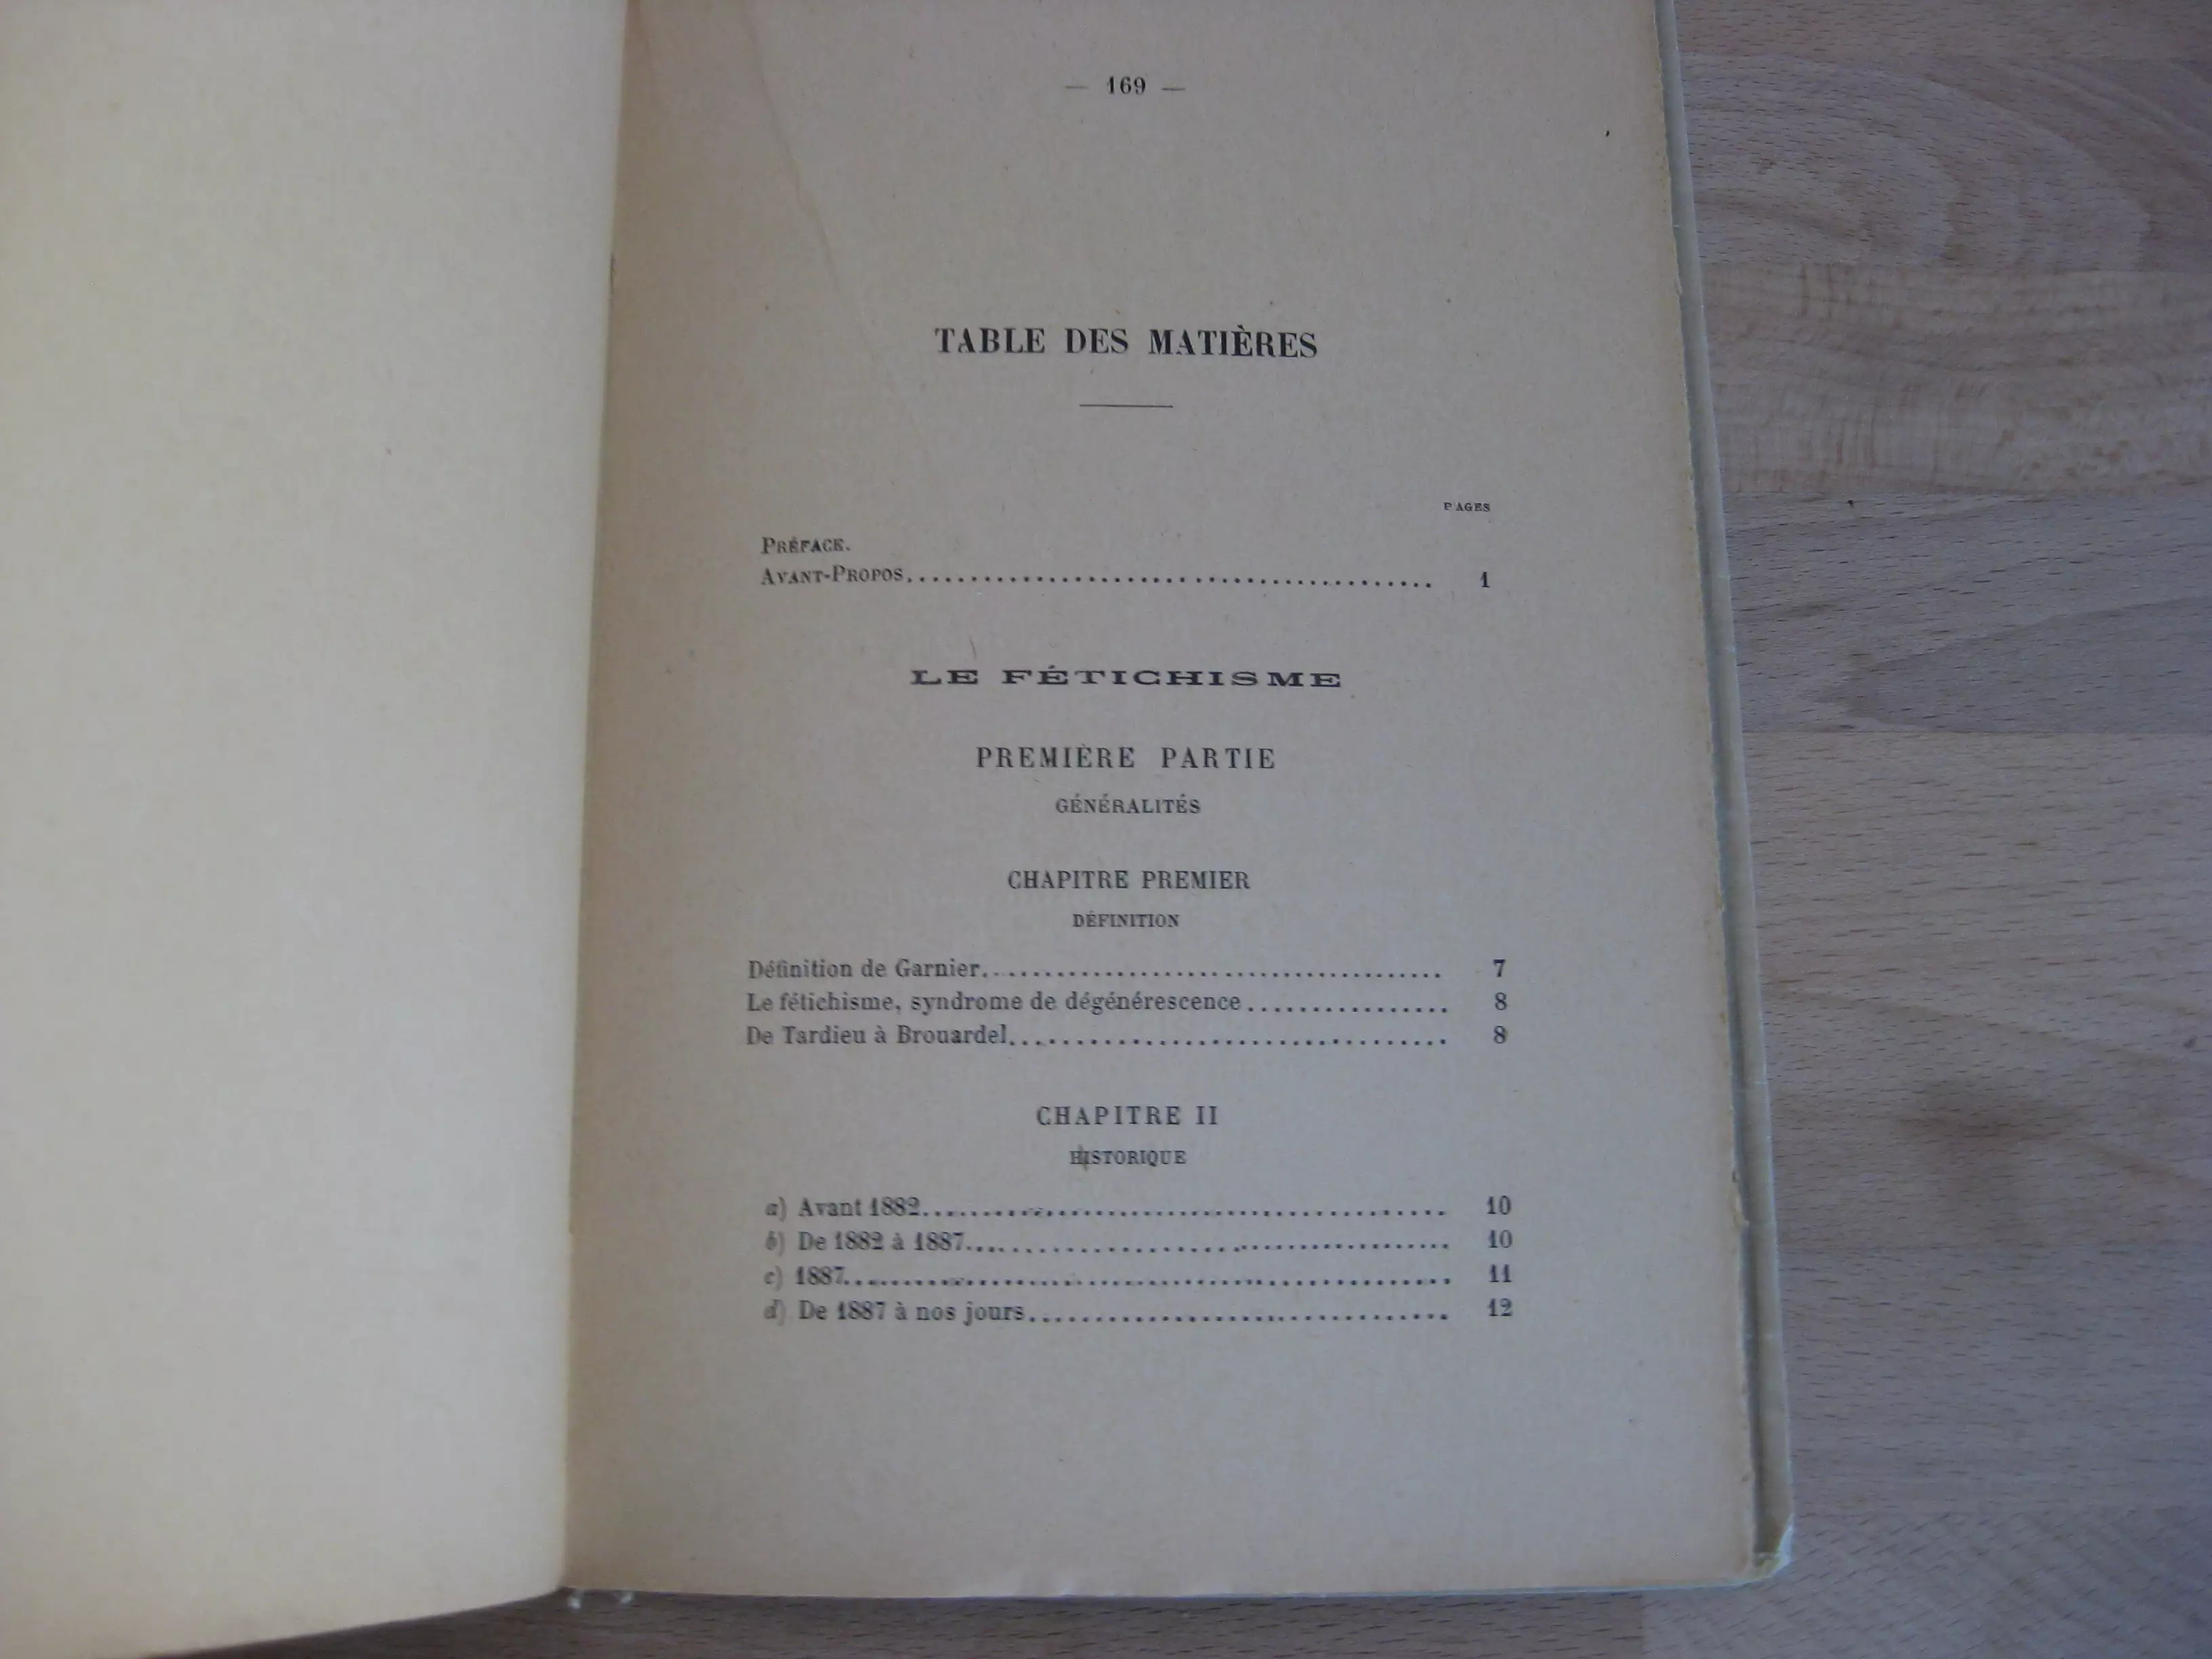 — 169 —
TABLE DES MATIÈRES
PAGES
PRÉFACE.
AVANT-PROPOS........................................ 1
LE FÉTICHISME
PREMIÈRE PARTIE
GÉNÉRALITÉS
CHAPITRE PREMIER
DÉFINITION
Définition de Garnier................................... 7
Le fétichisme, syndrome de dégénérescence................ 8
De Tardieu à Brouardel................................. 8
CHAPITRE II
HISTORIQUE
a) Avant 1882........................................ 10
b) De 1882 à 1887..................................... 10
c) 1887.............................................. 11
d) De 1887 à nos jours................................ 12